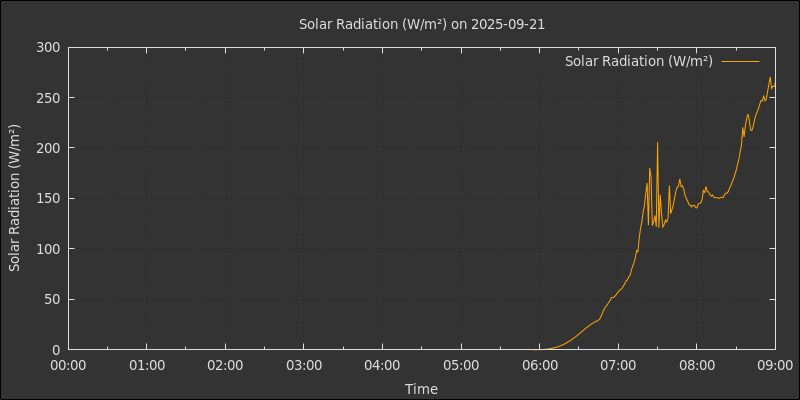 Solar Radiation (W/m²) on 2025-09-21
Solar Radiation (W/m²)
Solar Radiation (W/m²)
300
250
200
150
100
50
0
00:00 01:00 02:00 03:00 04:00 05:00 06:00 07:00 08:00 09:00
Time